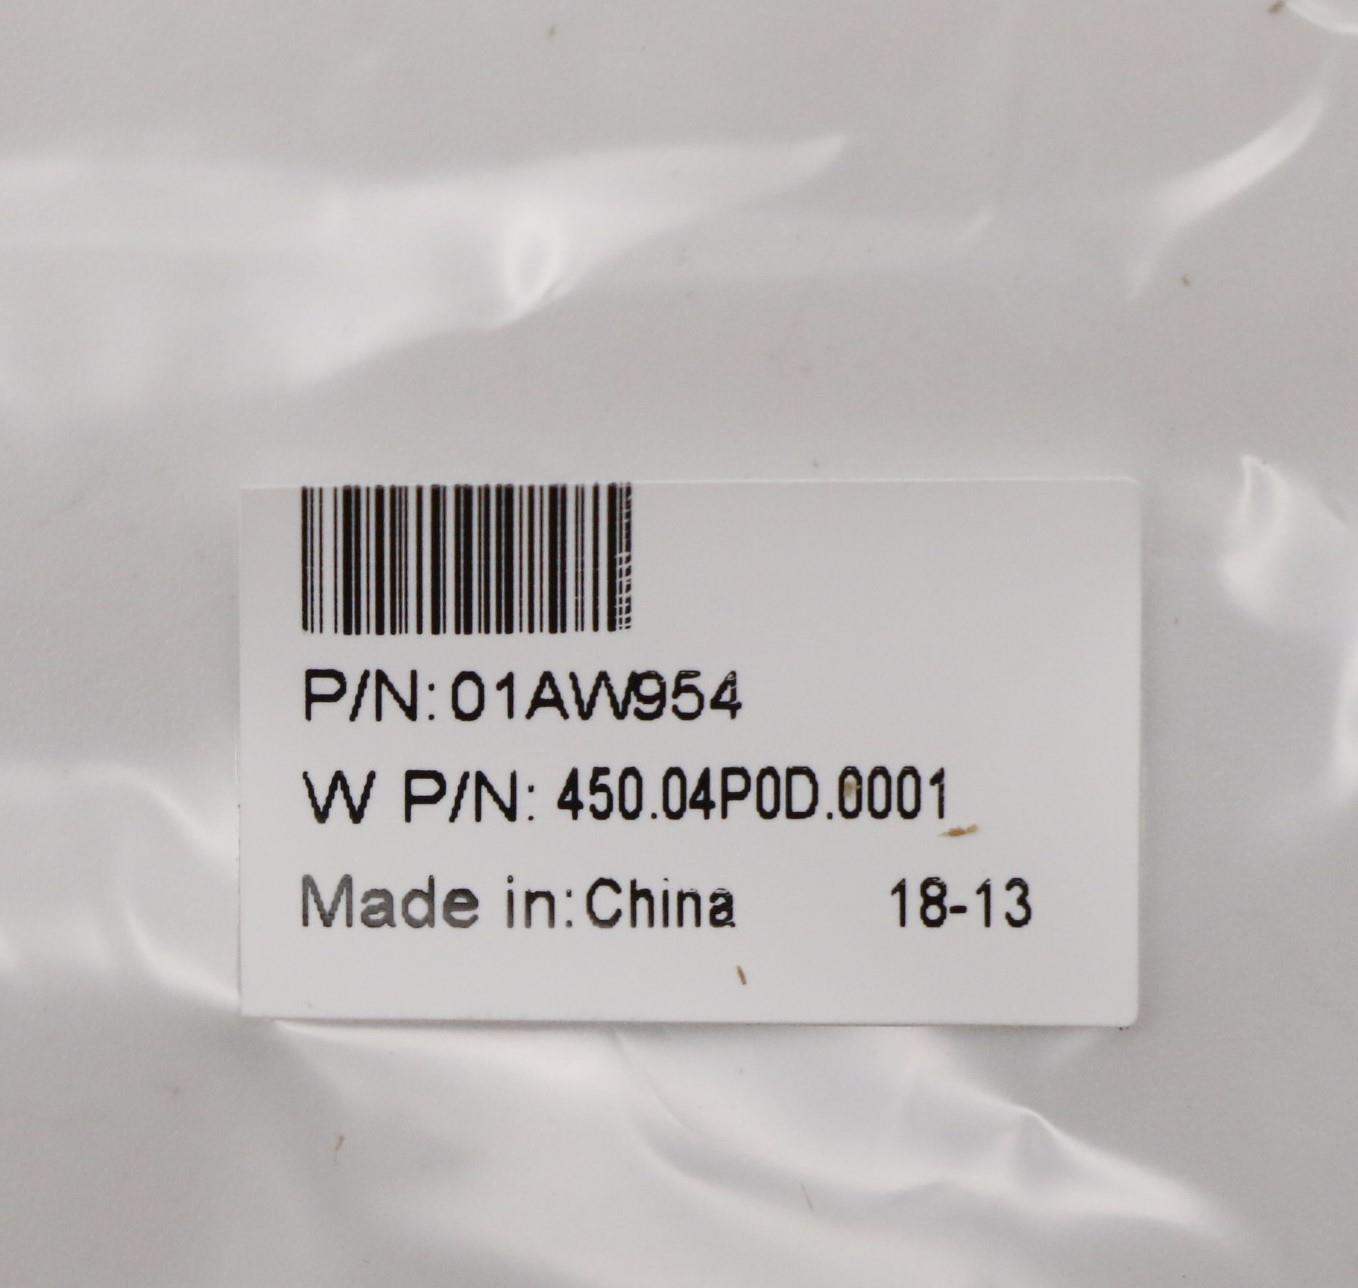 P/N: 01AW954
W P/N: 450.04P0D.0001
Made in: China 18-13